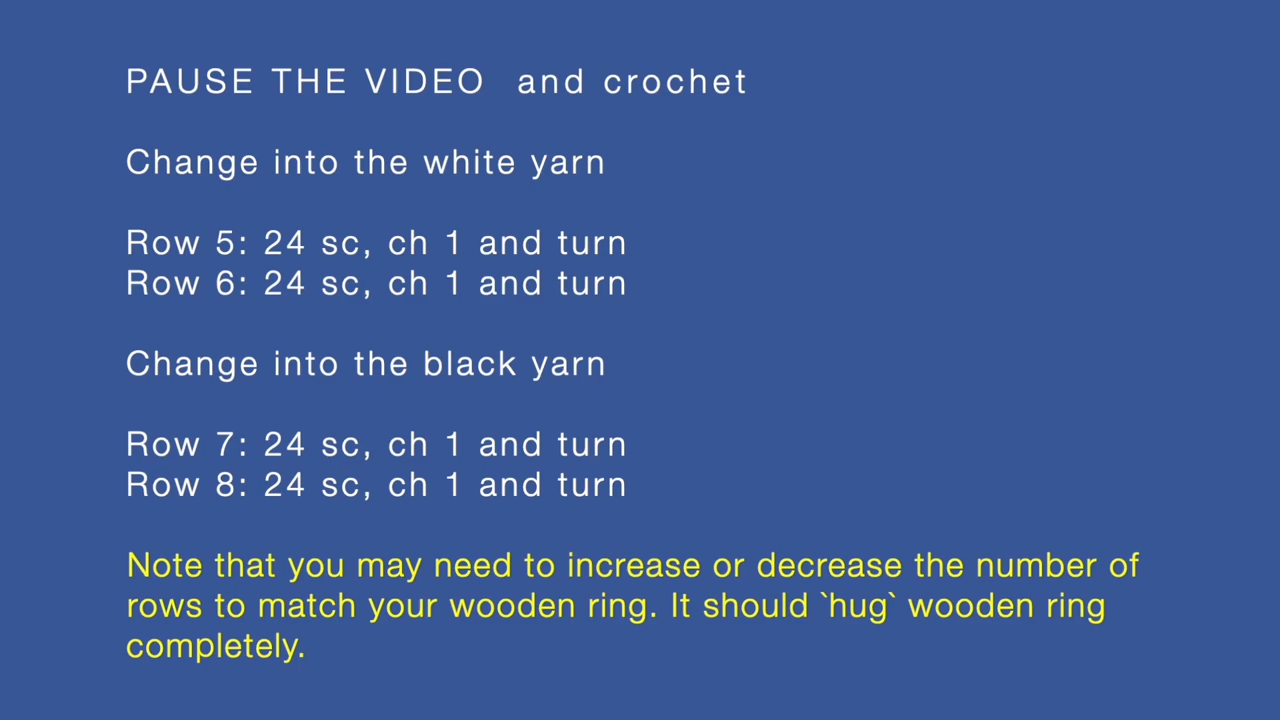 PAUSE THE VIDEO and crochet
Change into the white yarn
Row 5: 24 sc, ch 1 and turn
Row 6: 24 sc, ch 1 and turn
Change into the black yarn
Row 7: 24 sc, ch 1 and turn
Row 8: 24 sc, ch 1 and turn
Note that you may need to increase or decrease the number of
rows to match your wooden ring. It should `hug` wooden ring
completely.